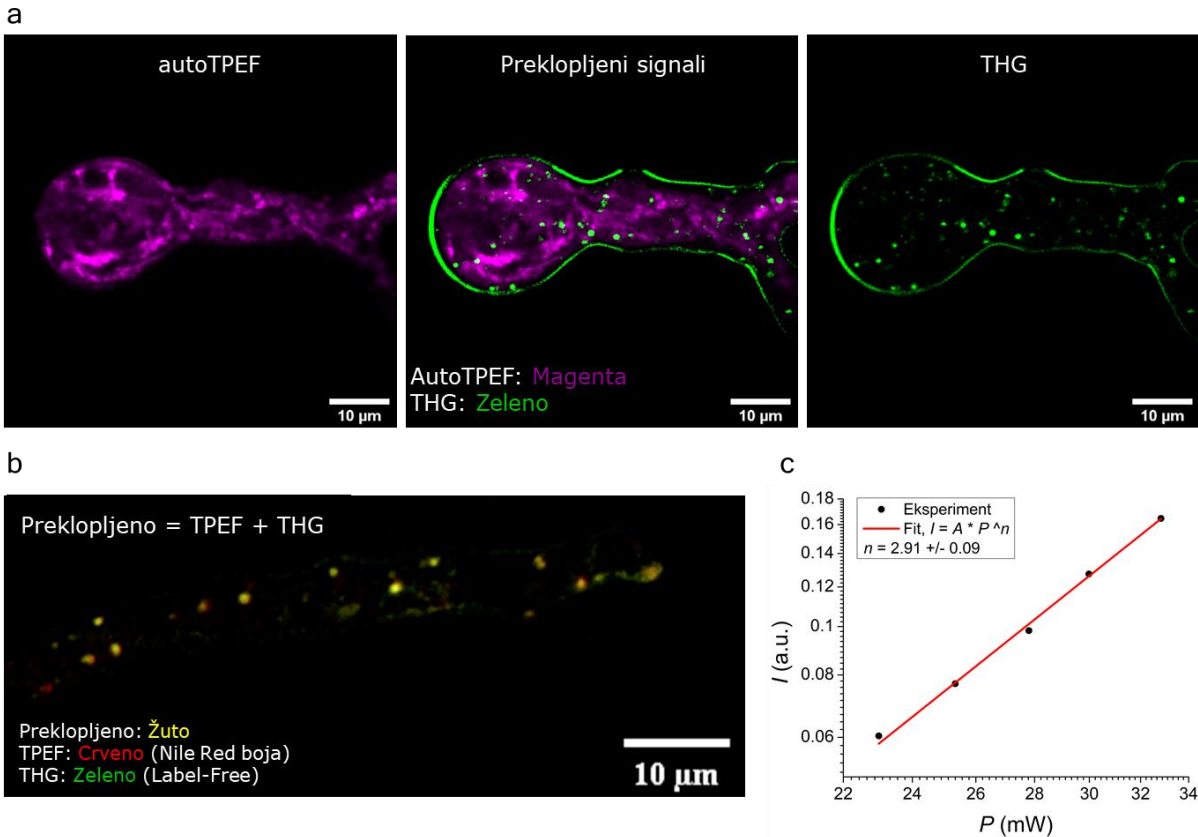 a
autoTPEF
Preklopljeni signali
THG
AutoTPEF: Magenta
THG: Zeleno
10 µm
10 µm
10 µm
b
Preklopljeno = TPEF + THG
Preklopljeno: Žuto
TPEF: Crveno (Nile Red boja)
THG: Zeleno (Label-Free)
10 µm
c
Eksperiment
Fit, I = A * P ^n
n = 2.91 +/- 0.09
0.18
0.16
0.14
0.12
0.1
0.08
0.06
I (a.u.)
22 24 26 28 30 32 34
P (mW)